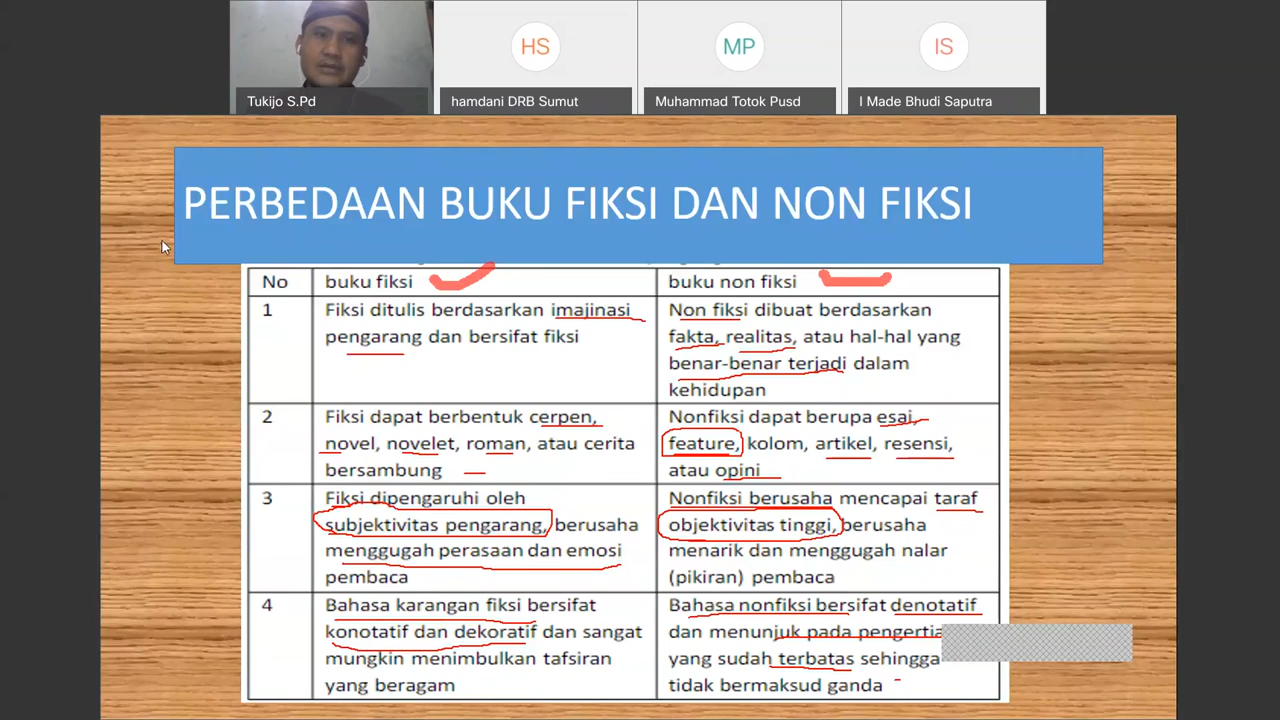 HS
MP
IS
Tukijo S.Pd
hamdani DRB Sumut
Muhammad Totok Pusd
I Made Bhudi Saputra
PERBEDAAN BUKU FIKSI DAN NON FIKSI
No
buku fiksi
buku non fiksi
1
Fiksi ditulis berdasarkan imajinasi
pengarang dan bersifat fiksi
Non fiksi dibuat berdasarkan
fakta, realitas, atau hal-hal yang
benar-benar terjadi dalam
kehidupan
2
Fiksi dapat berbentuk cerpen,
novel, novelet, roman, atau cerita
bersambung
Nonfiksi dapat berupa esai,
feature, kolom, artikel, resensi,
atau opini
3
Fiksi dipengaruhi oleh
subjektivitas pengarang, berusaha
menggugah perasaan dan emosi
pembaca
Nonfiksi berusaha mencapai taraf
objektivitas tinggi, berusaha
menarik dan menggugah nalar
(pikiran) pembaca
4
Bahasa karangan fiksi bersifat
konotatif dan dekoratif dan sangat
mungkin menimbulkan tafsiran
yang beragam
Bahasa nonfiksi bersifat denotatif
dan menunjuk pada
yang sudah terbatas sehingga
tidak bermaksud ganda